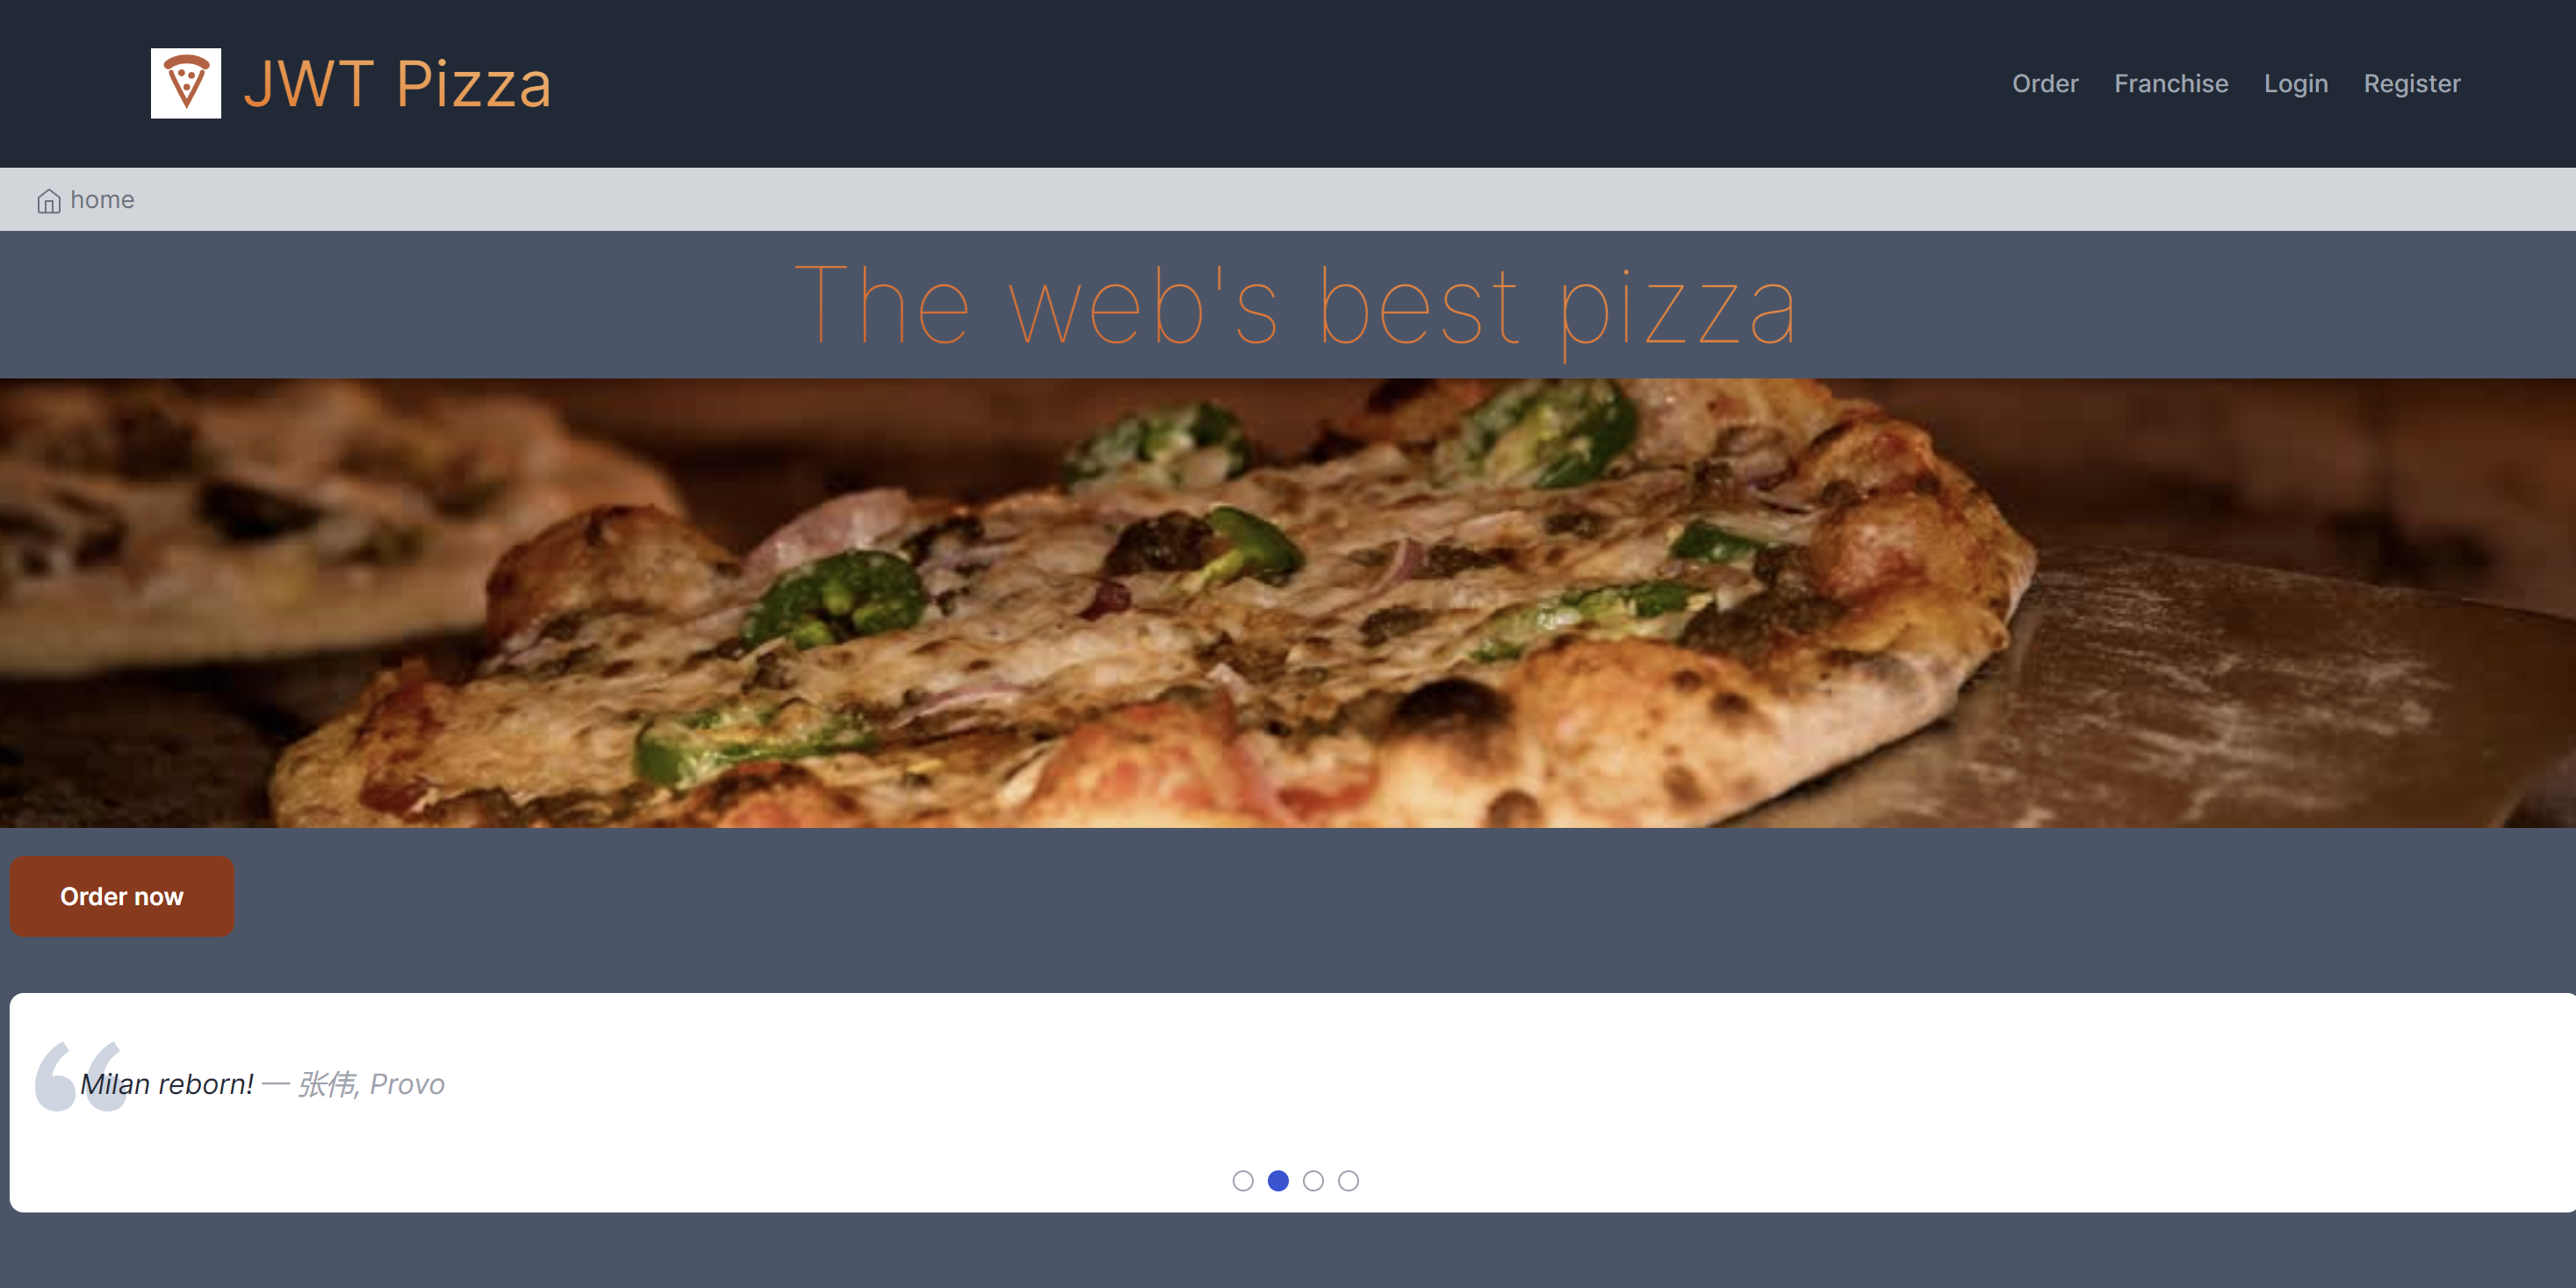 JWT Pizza
Order Franchise Login Register
home
The web's best pizza
Order now
“ Milan reborn! — 张伟, Provo